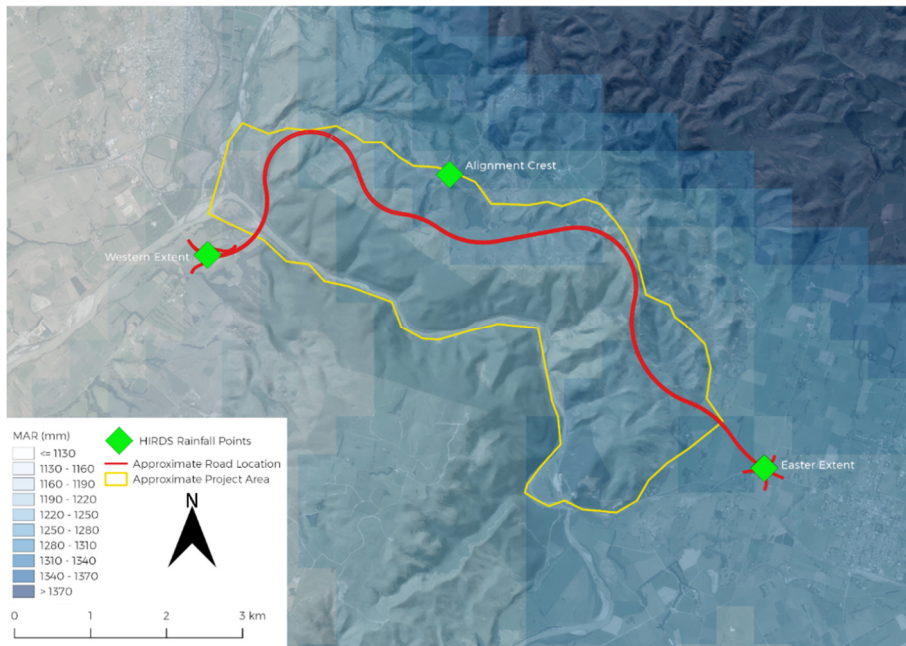 Alignment Crest
Western Extent
Easter Extent
MAR (mm)
<= 1130
1130 - 1160
1160 - 1190
1190 - 1220
1220 - 1250
1250 - 1280
1280 - 1310
1310 - 1340
1340 - 1370
> 1370
HIRDS Rainfall Points
Approximate Road Location
Approximate Project Area
N
0 1 2 3 km